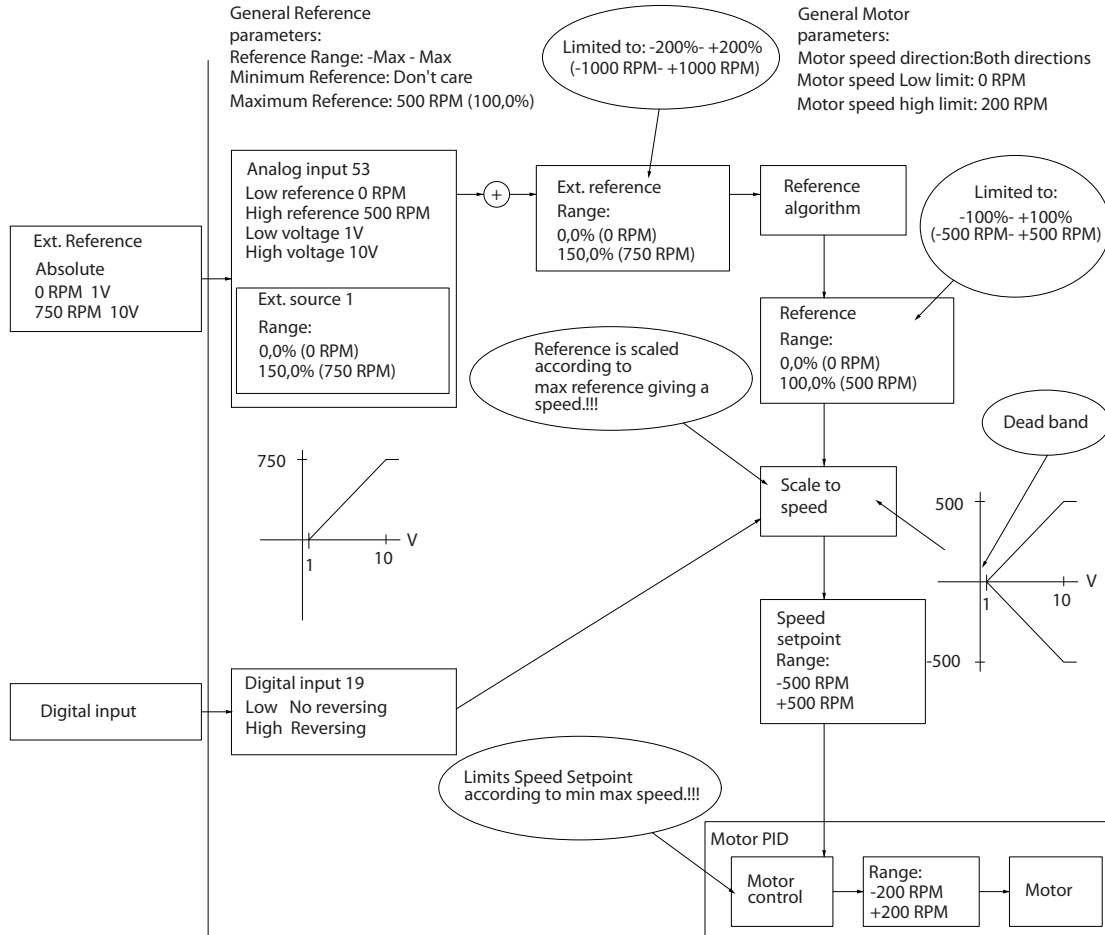 General Reference
parameters:
Reference Range: -Max - Max
Minimum Reference: Don't care
Maximum Reference: 500 RPM (100,0%)
Limited to: -200%- +200%
(-1000 RPM- +1000 RPM)
General Motor
parameters:
Motor speed direction:Both directions
Motor speed Low limit: 0 RPM
Motor speed high limit: 200 RPM
Ext. Reference
Absolute
0 RPM 1V
750 RPM 10V
Analog input 53
Low reference 0 RPM
High reference 500 RPM
Low voltage 1V
High voltage 10V
Ext. source 1
Range:
0,0% (0 RPM)
150,0% (750 RPM)
+
Ext. reference
Range:
0,0% (0 RPM)
150,0% (750 RPM)
Reference
algorithm
Limited to:
-100%- +100%
(-500 RPM- +500 RPM)
Reference
Range:
0,0% (0 RPM)
100,0% (500 RPM)
Reference is scaled
according to
max reference giving a
speed.!!!
Dead band
750
1
10
V
Scale to
speed
500
1
10
V
-500
Speed
setpoint
Range:
-500 RPM
+500 RPM
Digital input
Digital input 19
Low No reversing
High Reversing
Limits Speed Setpoint
according to min max speed.!!!
Motor PID
Motor
control
Range:
-200 RPM
+200 RPM
Motor